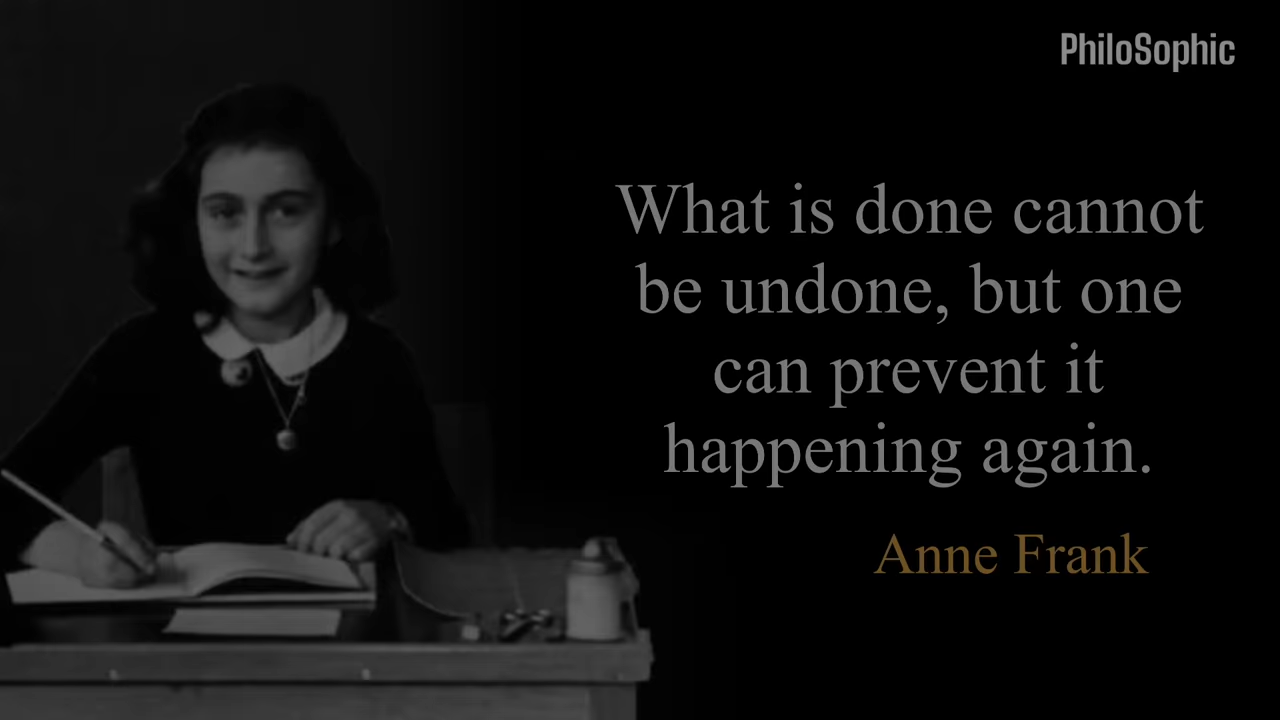 PhiloSophic
What is done cannot
be undone, but one
can prevent it
happening again.
Anne Frank